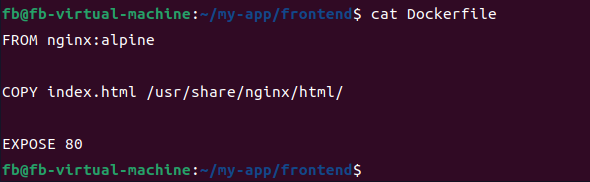 fb@fb-virtual-machine:~/my-app/frontend$ cat Dockerfile
FROM nginx:alpine
COPY index.html /usr/share/nginx/html/
EXPOSE 80
fb@fb-virtual-machine:~/my-app/frontend$